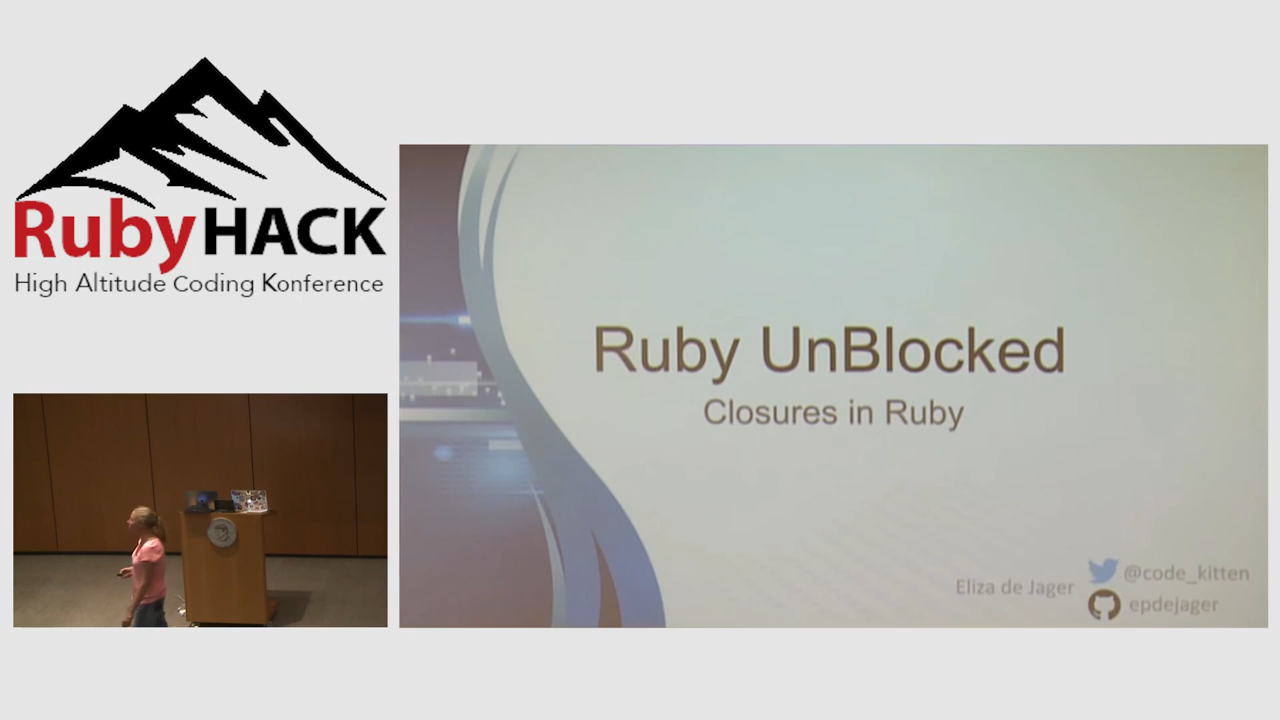 RubyHACK
High Altitude Coding Konference
Ruby UnBlocked
Closures in Ruby
Eliza de Jager
@code_kitten
epdejager